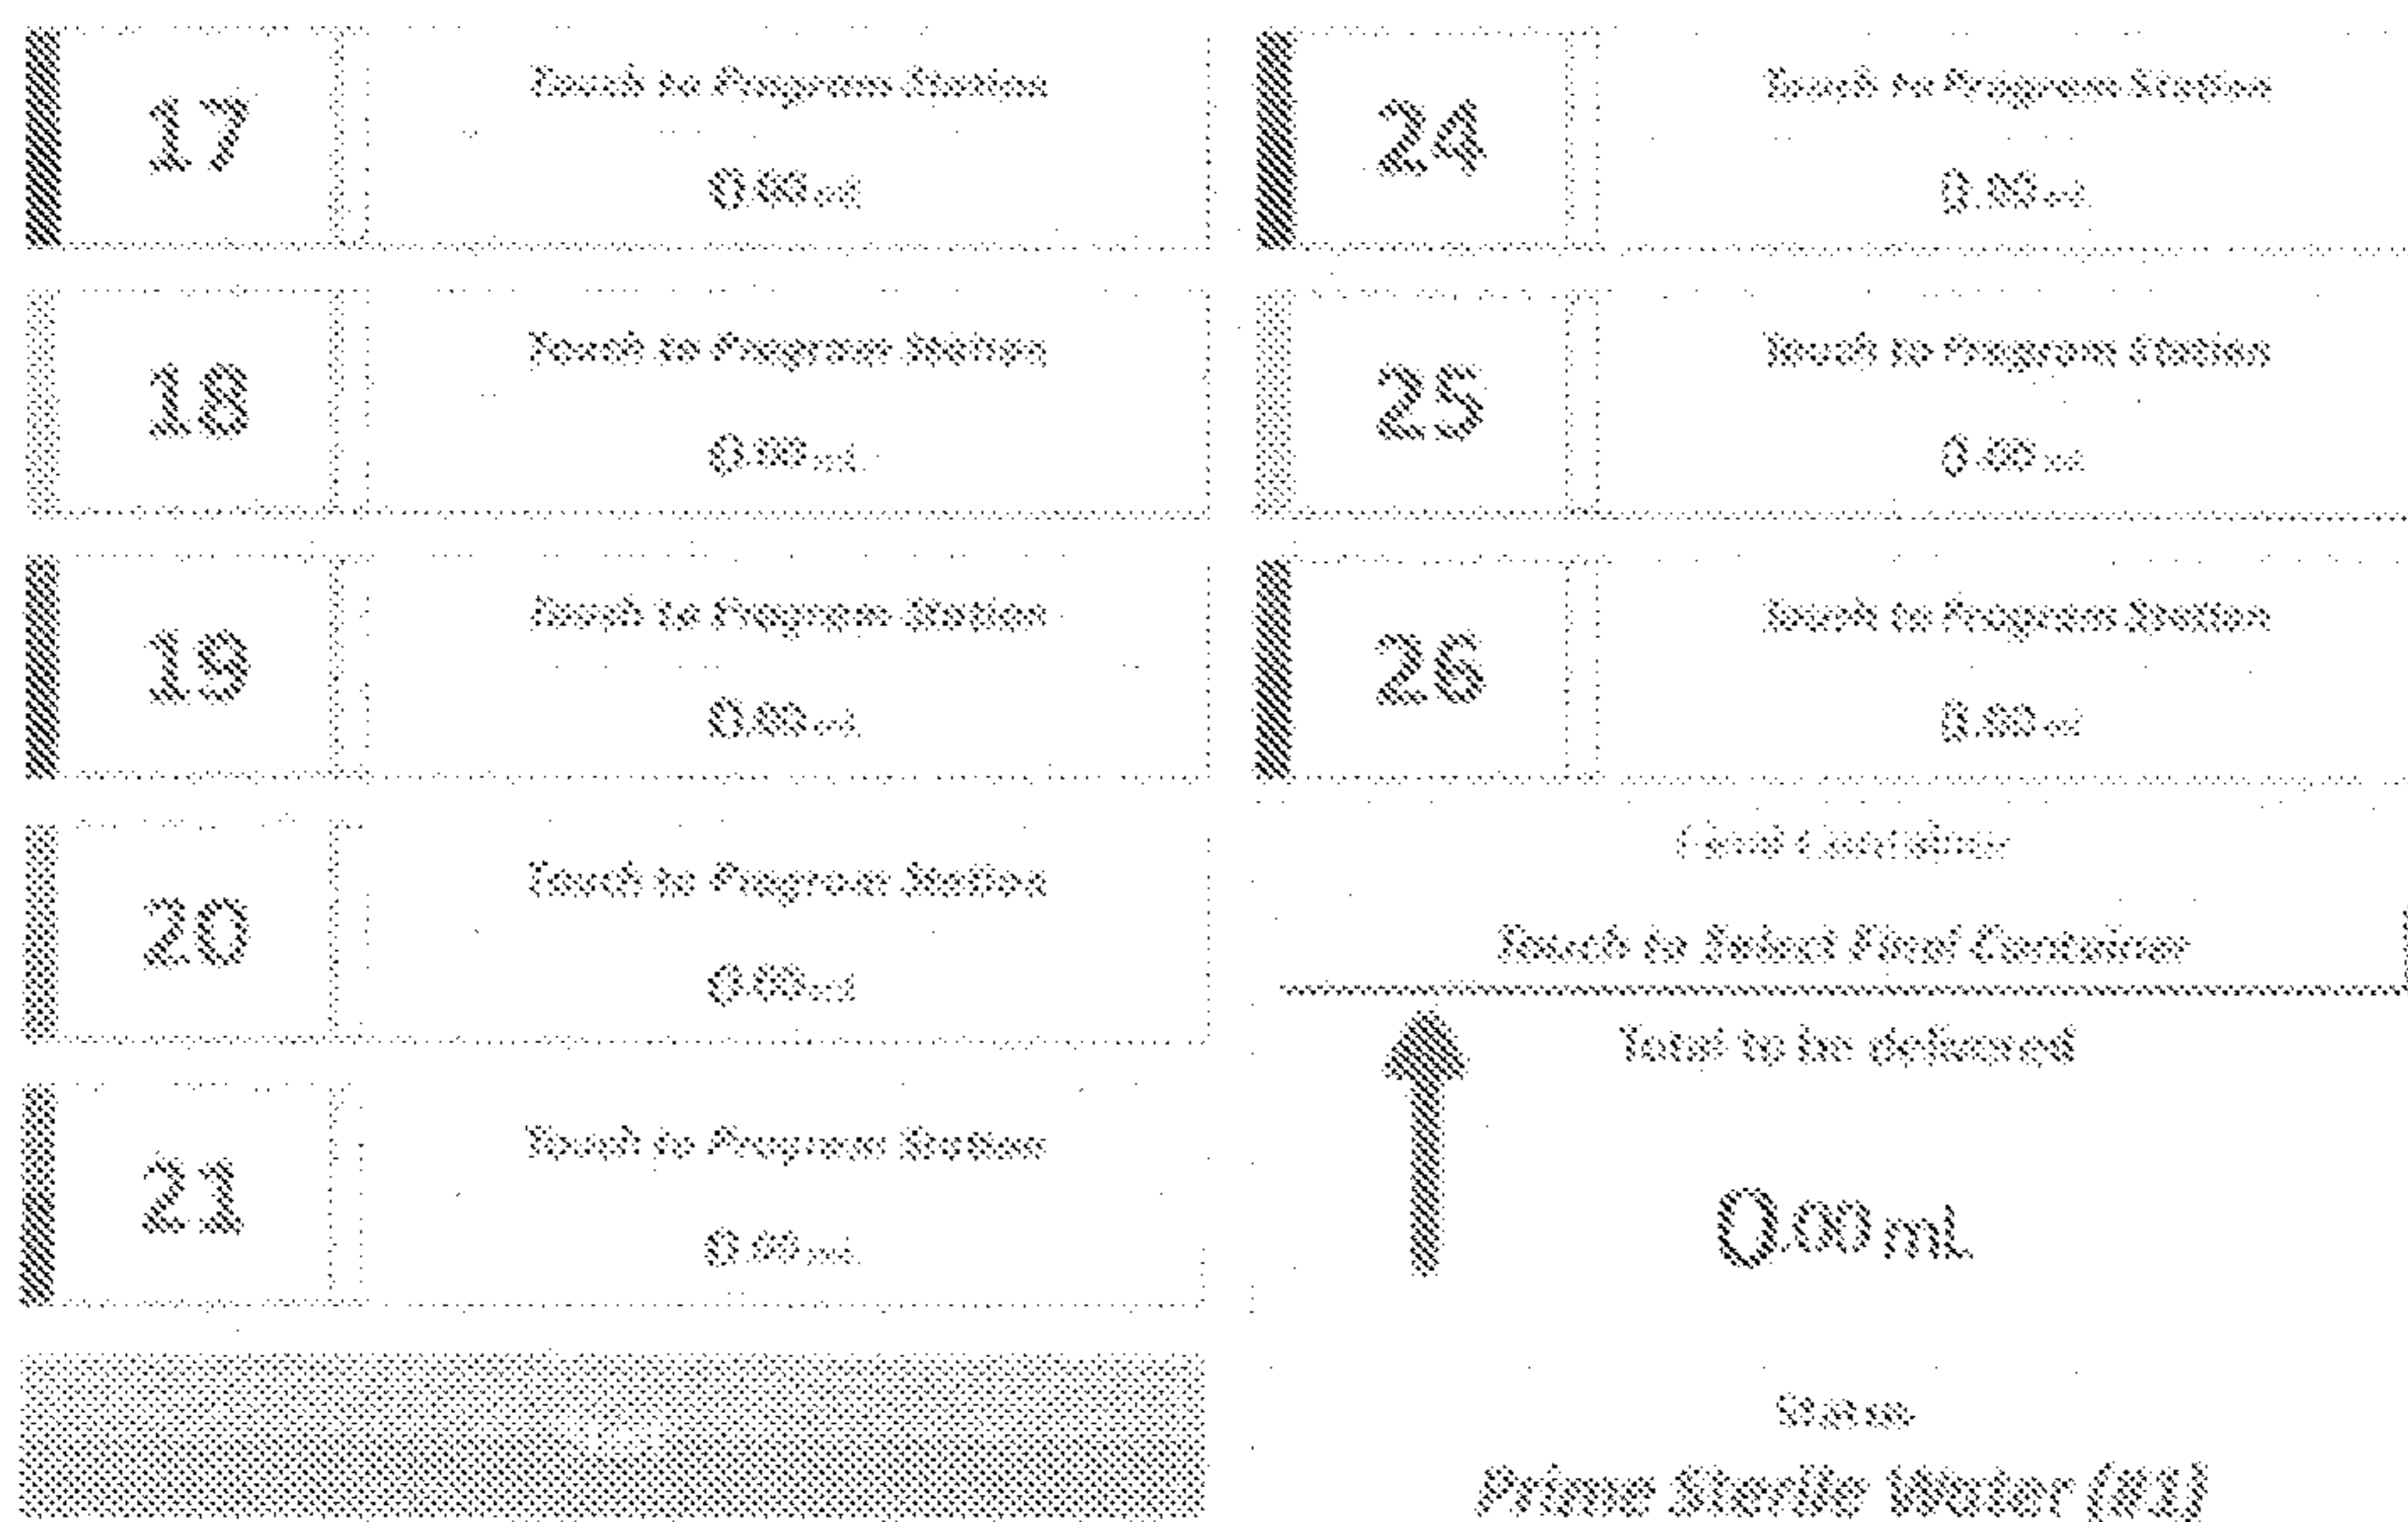 17
Touch to Program Station
0.00 mL
18
Touch to Program Station
0.00 mL
19
Touch to Program Station
0.00 mL
20
Touch to Program Station
0.00 mL
21
Touch to Program Station
0.00 mL
24
Touch to Program Station
0.00 mL
25
Touch to Program Station
0.00 mL
26
Touch to Program Station
0.00 mL
Final Container
Touch to Select Final Container
Total to be delivered
0.00 mL
Status
Prime Sterile Water (#1)